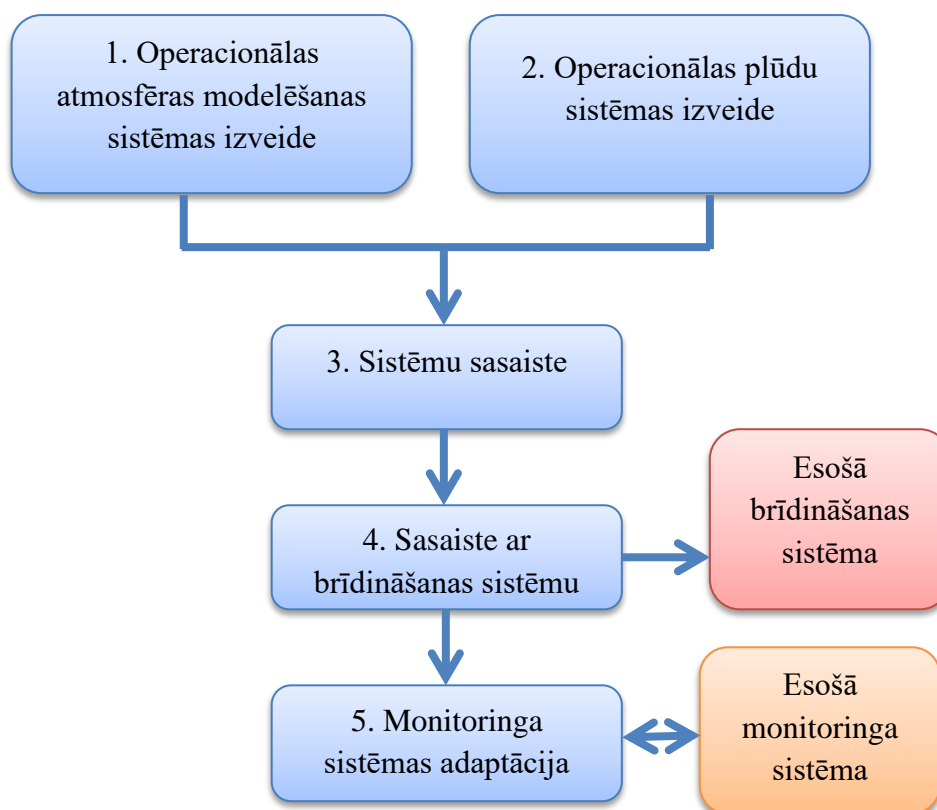 1. Operacionālas
atmosfēras modelēšanas
sistēmas izveide
2. Operacionālas plūdu
sistēmas izveide
3. Sistēmu sasaiste
4. Sasaiste ar
brīdināšanas sistēmu
Esošā
brīdināšanas
sistēma
5. Monitoringa
sistēmas adaptācija
Esošā
monitoringa
sistēma